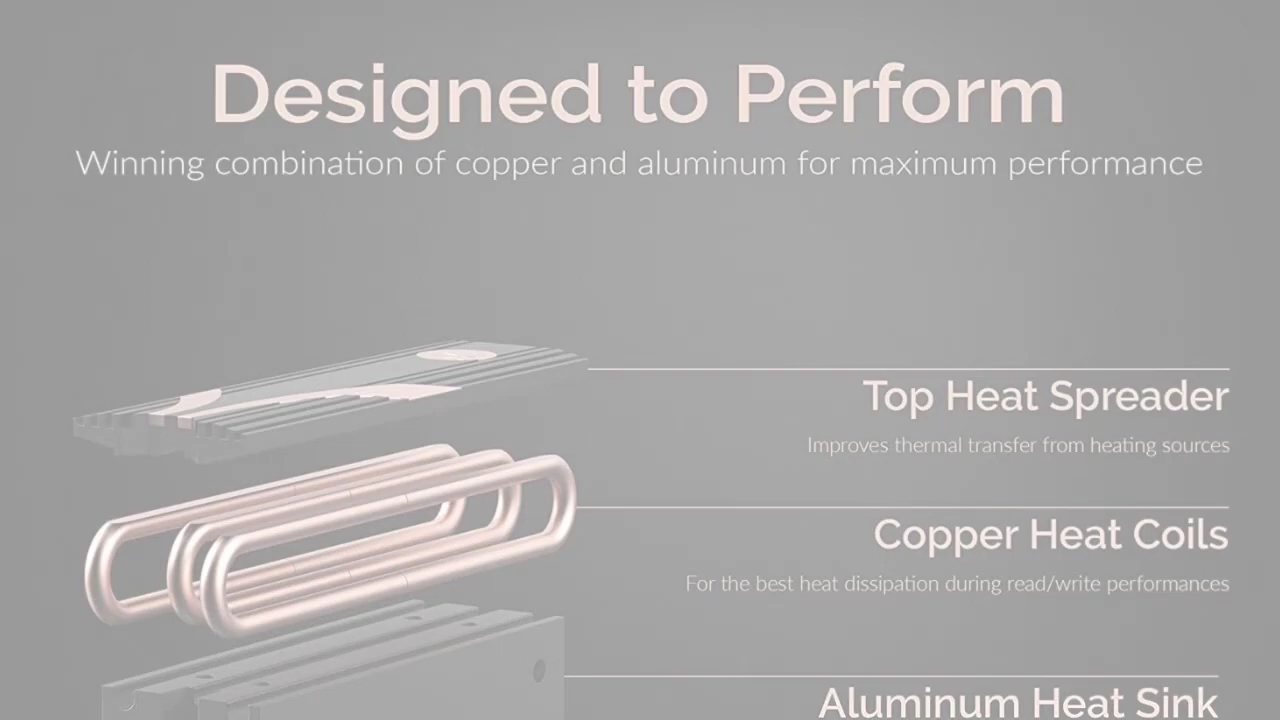 Designed to Perform
Winning combination of copper and aluminum for maximum performance
Top Heat Spreader
Improves thermal transfer from heating sources
Copper Heat Coils
For the best heat dissipation during read/write performances
Aluminum Heat Sink